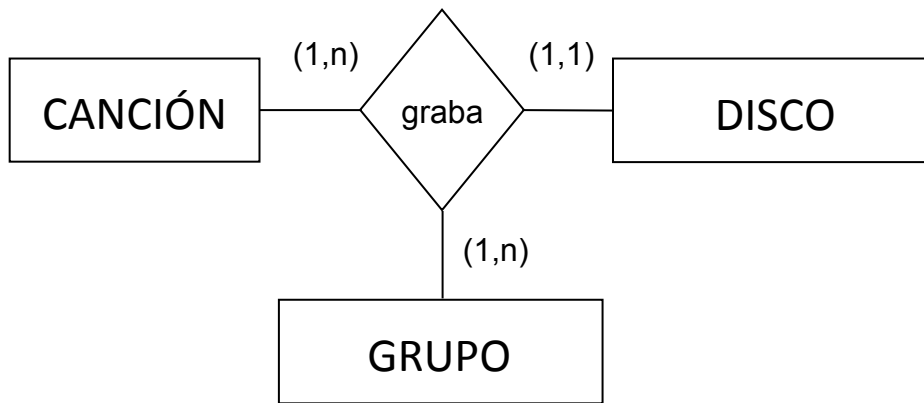 (1,n)
(1,1)
CANCIÓN
graba
DISCO
(1,n)
GRUPO